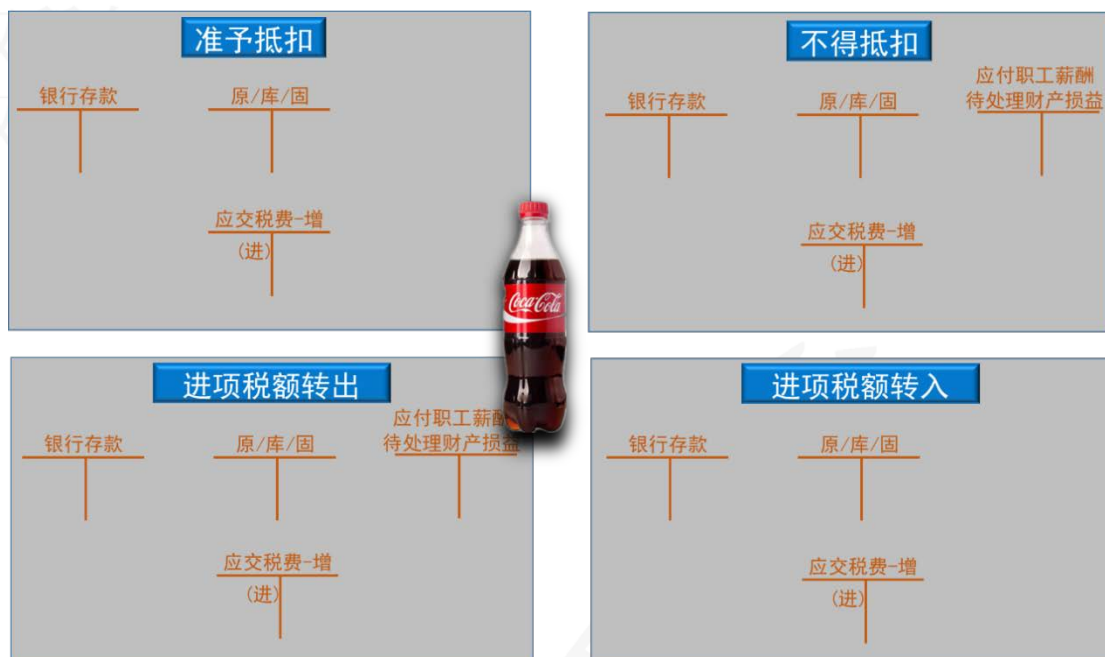 准予抵扣
银行存款
原/库/固
应交税费-增
(进)
不得抵扣
银行存款
原/库/固
应付职工薪酬
待处理财产损益
应交税费-增
(进)
Coca-Cola
进项税额转出
银行存款
原/库/固
应付职工薪酬
待处理财产损益
应交税费-增
(进)
进项税额转入
银行存款
原/库/固
应交税费-增
(进)